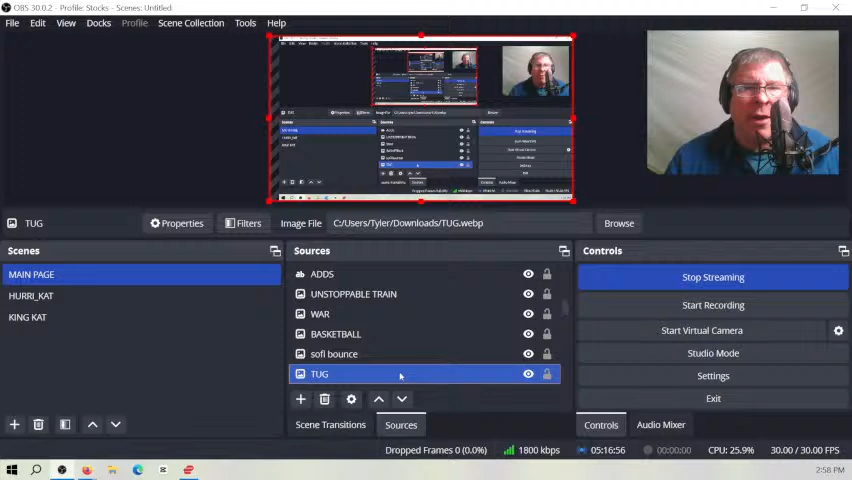 OBS 30.0.2 - Profile: Stocks - Scenes: Untitled
File Edit View Docks Profile Scene Collection Tools Help
TUG Properties Filters Image File C:/Users/Tyler/Downloads/TUG.webp Browse
Scenes
MAIN PAGE
HURRI_KAT
KING KAT
Sources
ADDS
UNSTOPPABLE TRAIN
WAR
BASKETBALL
sofi bounce
TUG
Scene Transitions Sources
Controls
Stop Streaming
Start Recording
Start Virtual Camera
Studio Mode
Settings
Exit
Controls Audio Mixer
Dropped Frames 0 (0.0%) 1800 kbps 05:16:56 00:00:00 CPU: 25.9% 30.00 / 30.00 FPS
2:58 PM